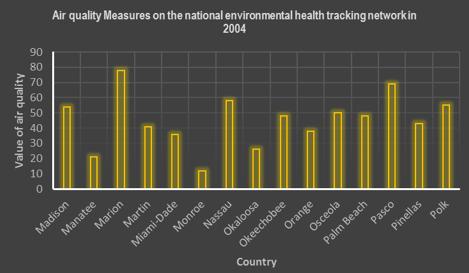 Air quality Measures on the national environmental health tracking network in
2004
90
80
70
60
50
40
30
20
10
0
Value of air quality
Madison
Manatee
Marion
Martin
Miami-Dade
Monroe
Nassau
Okaloosa
Okeechobee
Orange
Osceola
Palm Beach
Pasco
Pinellas
Polk
Country